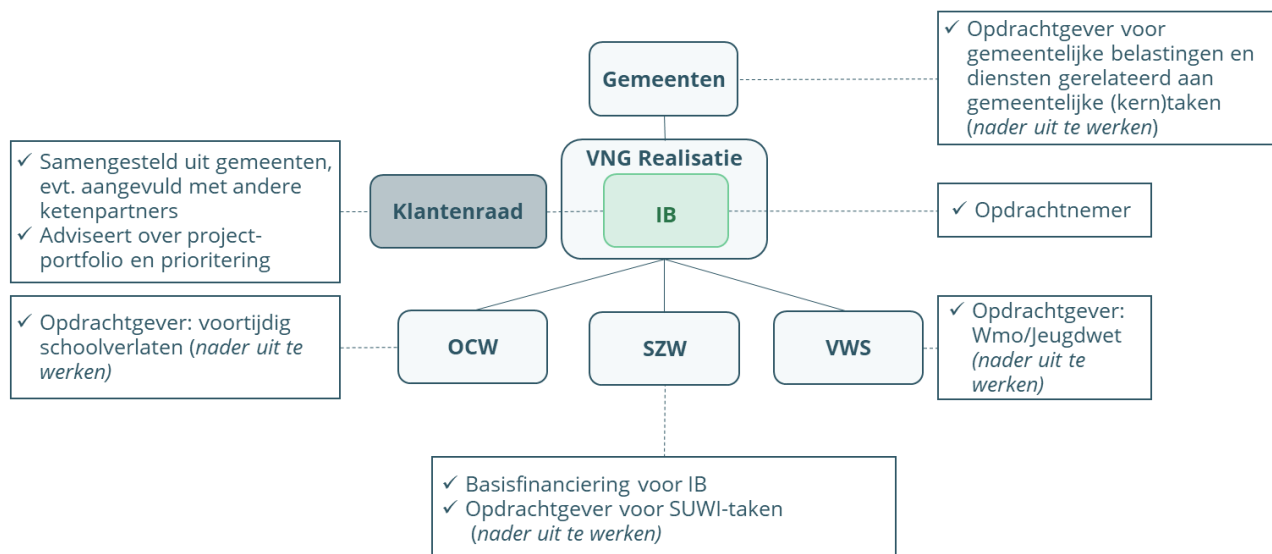 Gemeenten
✓ Opdrachtgever voor
gemeentelijke belastingen en
diensten gerelateerd aan
gemeentelijke (kern)taken
(nader uit te werken)
✓ Samengesteld uit gemeenten,
evt. aangevuld met andere
ketenpartners
✓ Adviseert over project-
portfolio en prioritering
Klantenraad
VNG Realisatie
IB
✓ Opdrachtnemer
✓ Opdrachtgever: voortijdig
schoolverlaten (nader uit te
werken)
OCW
SZW
VWS
✓ Opdrachtgever:
Wmo/Jeugdwet
(nader uit te
werken)
✓ Basisfinanciering voor IB
✓ Opdrachtgever voor SUWI-taken
(nader uit te werken)